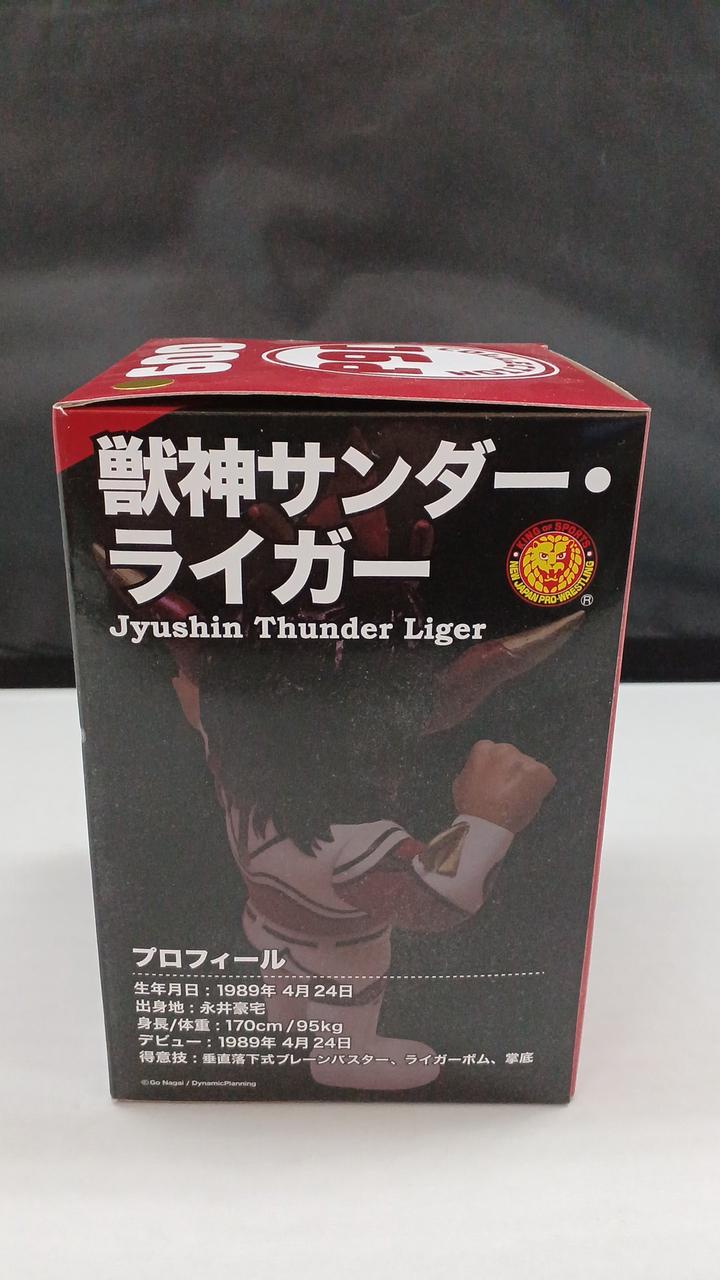 009
獣神サンダー・
ライガー
KING OF SPORTS
NEW JAPAN PRO-WRESTLING
®
Jyushin Thunder Liger
プロフィール
生年月日：1989年 4月24日
出身地：永井豪宅
身長/体重：170cm/95kg
デビュー：1989年 4月24日
得意技：垂直落下式ブレーンバスター、ライガーボム、掌底
©Go Nagai / DynamicPlanning